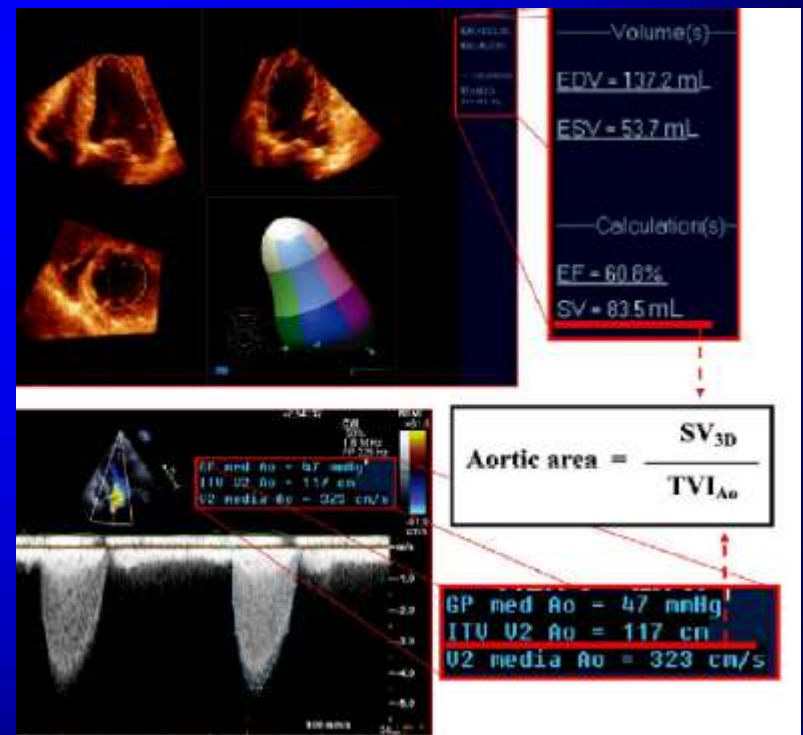 Volume(s)
EDV = 137.2 mL
ESV = 53.7 mL
Calculation(s)
EF = 60.8%
SV = 83.5 mL
Aortic area = SV3D
TVIAo
GP med Ao = 47 mmHg
ITV V2 Ao = 117 cm
V2 media Ao = 323 cm/s
GP med Ao = 47 mmHg
ITV V2 Ao = 117 cm
V2 media Ao = 323 cm/s